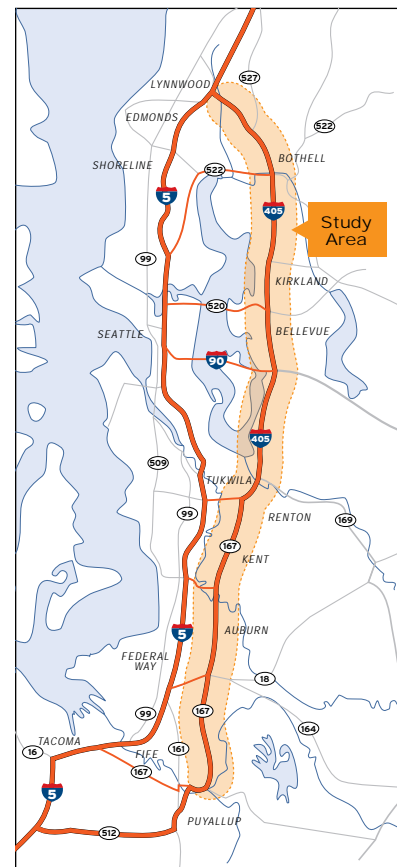 527
LYNNWOOD
EDMONDS
522
BOTHELL
SHORELINE
522
5
405
Study
Area
99
KIRKLAND
520
BELLEVUE
SEATTLE
90
405
509
TUKWILA
99
RENTON
169
167
KENT
5
AUBURN
FEDERAL
WAY
18
99
167
164
TACOMA
16
FIFE
161
167
5
PUYALLUP
512